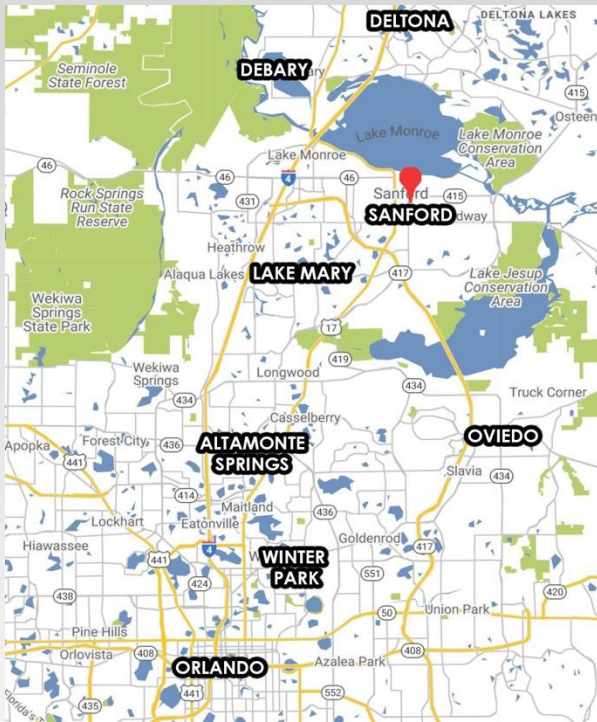 DELTONA
DELTONA LAKES
DEBARY
Seminole
State Forest
415
Osteen
Lake Monroe
Lake Monroe
Conservation
Area
Lake Monroe
46
46
4
46
Sanford
415
SANFORD
Rock Springs
Run State
Reserve
431
Heathrow
LAKE MARY
Alaqua Lakes
417
Lake Jesup
Conservation
Area
Wekiwa
Springs
State Park
17
419
Wekiwa
Springs
Longwood
434
434
Truck Corner
Casselberry
Apopka
Forest City
436
ALTAMONTE
SPRINGS
OVIEDO
441
Slavia
434
414
Maitland
436
Lockhart
Eatonville
Hiawassee
441
4
Goldenrod
417
WINTER
PARK
424
551
438
420
50
Union Park
Pine Hills
408
408
Orlovista
ORLANDO
Azalea Park
441
552
435
Florida's